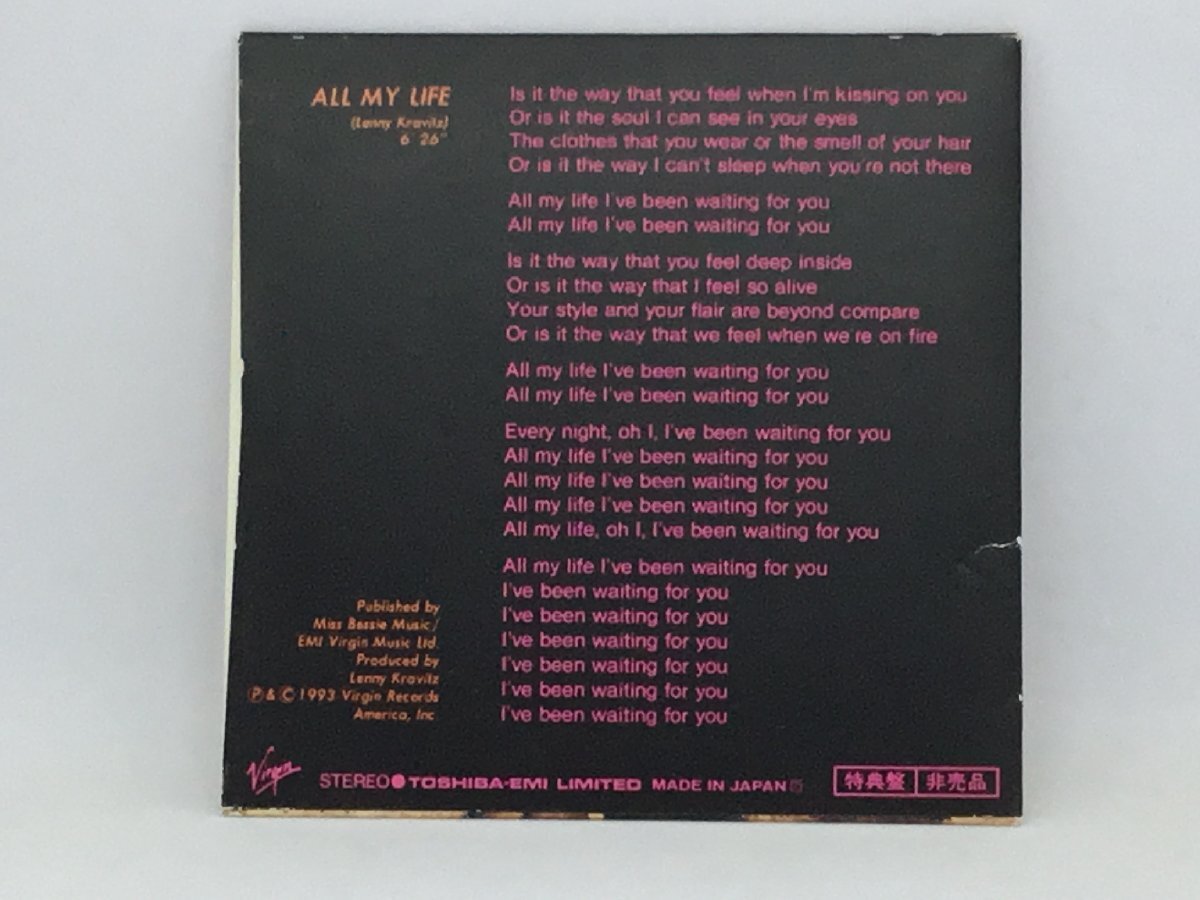 ALL MY LIFE
(Lenny Kravitz)
6' 26"
Is it the way that you feel when I'm kissing on you
Or is it the soul I can see in your eyes
The clothes that you wear or the smell of your hair
Or is it the way I can't sleep when you're not there
All my life I've been waiting for you
All my life I've been waiting for you
Is it the way that you feel deep inside
Or is it the way that I feel so alive
Your style and your flair are beyond compare
Or is it the way that we feel when we're on fire
All my life I've been waiting for you
All my life I've been waiting for you
Every night, oh I, I've been waiting for you
All my life I've been waiting for you
All my life I've been waiting for you
All my life I've been waiting for you
All my life, oh I, I've been waiting for you
All my life I've been waiting for you
I've been waiting for you
I've been waiting for you
I've been waiting for you
I've been waiting for you
I've been waiting for you
I've been waiting for you
Published by
Miss Bessie Music/
EMI Virgin Music Ltd.
Produced by
Lenny Kravitz
Ⓟ&©1993 Virgin Records
America, Inc
Virgin
STEREO●TOSHIBA-EMI LIMITED MADE IN JAPAN
特典盤 非売品